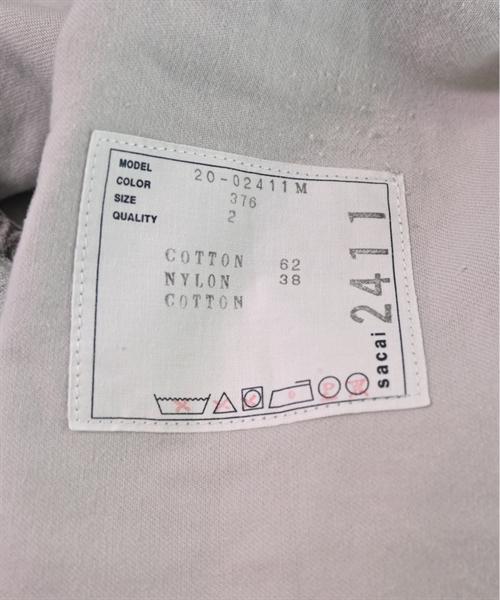 MODEL 20-02411M
COLOR 376
SIZE 2
QUALITY
COTTON 62
NYLON 38
COTTON
sacai 2411
P